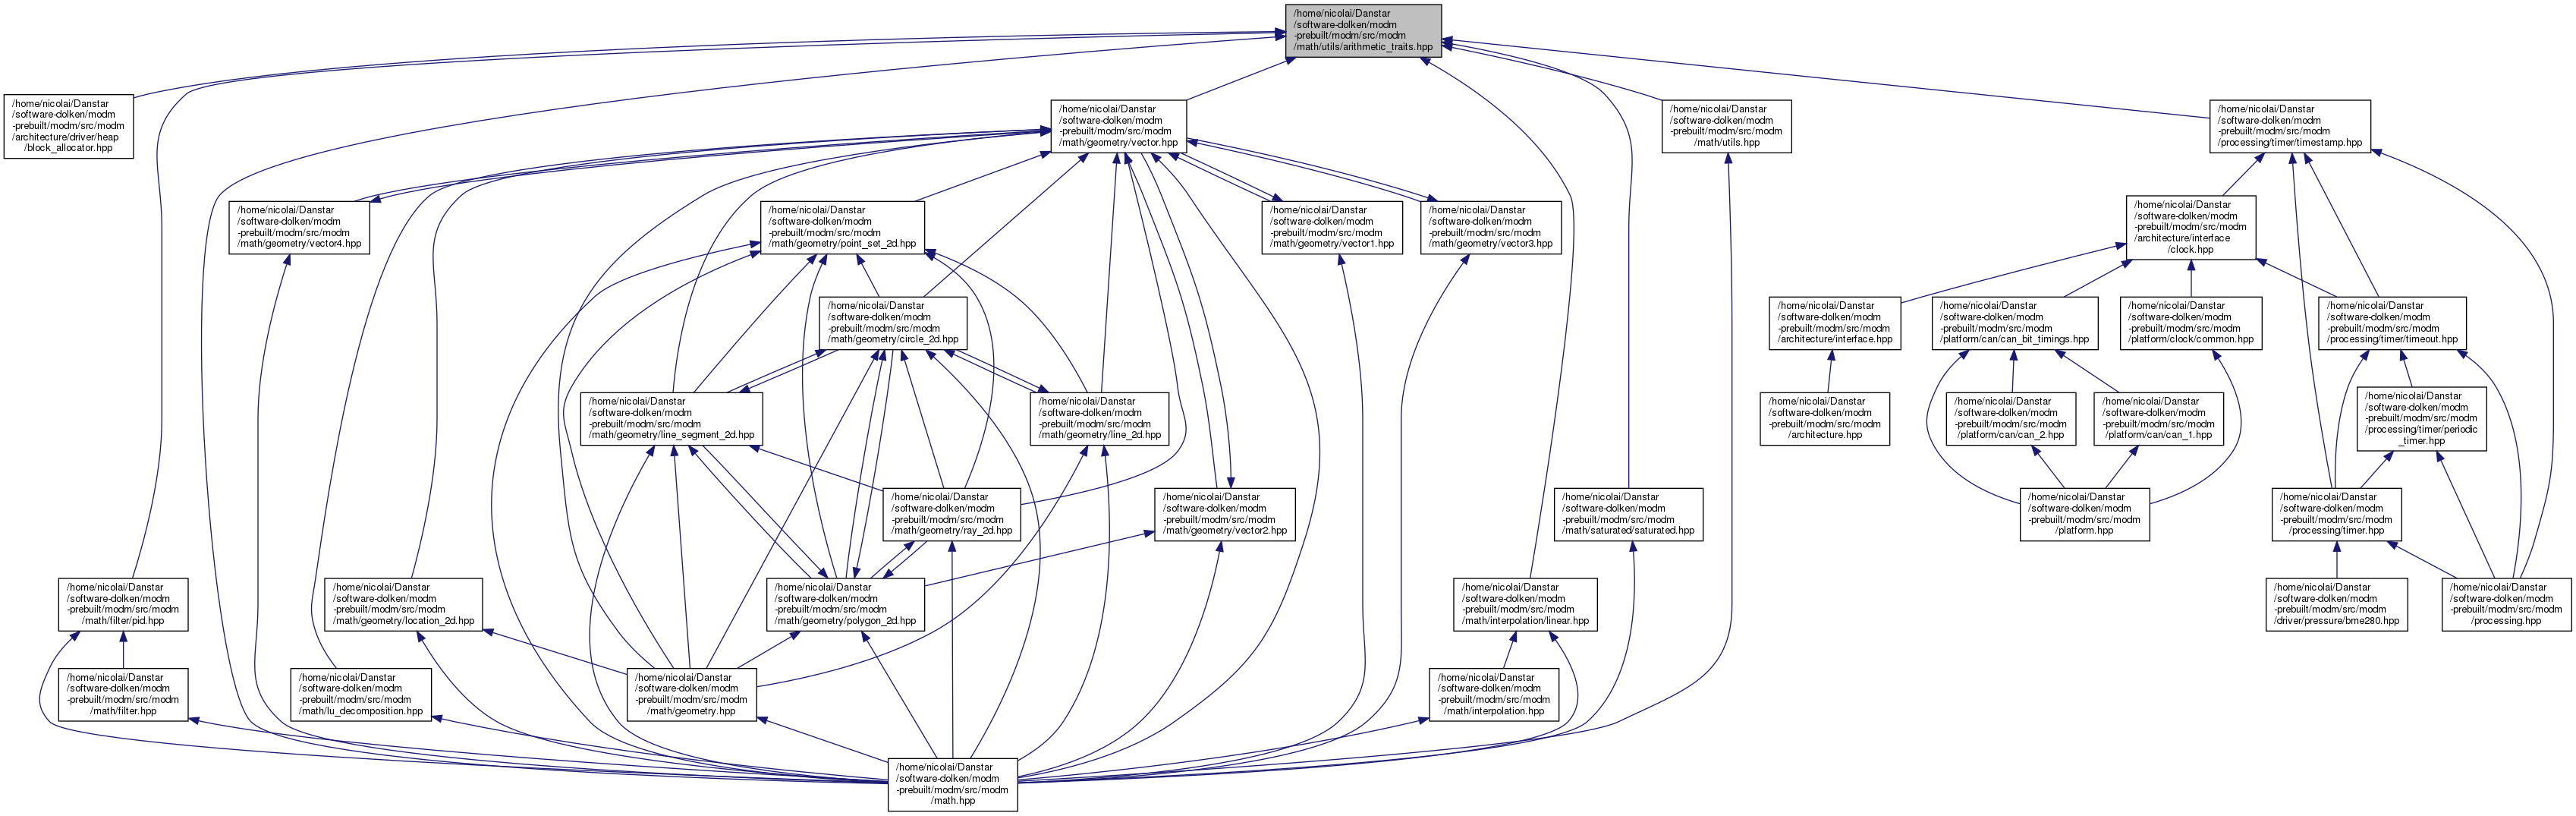 /home/nicolai/Danstar
/software-dolken/modm
-prebuilt/modm/src/modm
/math/utils/arithmetic_traits.hpp
/home/nicolai/Danstar
/software-dolken/modm
-prebuilt/modm/src/modm
/architecture/driver/heap
/block_allocator.hpp
/home/nicolai/Danstar
/software-dolken/modm
-prebuilt/modm/src/modm
/math/geometry/vector.hpp
/home/nicolai/Danstar
/software-dolken/modm
-prebuilt/modm/src/modm
/math/utils.hpp
/home/nicolai/Danstar
/software-dolken/modm
-prebuilt/modm/src/modm
/processing/timer/timestamp.hpp
/home/nicolai/Danstar
/software-dolken/modm
-prebuilt/modm/src/modm
/math/geometry/vector4.hpp
/home/nicolai/Danstar
/software-dolken/modm
-prebuilt/modm/src/modm
/math/geometry/point_set_2d.hpp
/home/nicolai/Danstar
/software-dolken/modm
-prebuilt/modm/src/modm
/math/geometry/vector1.hpp
/home/nicolai/Danstar
/software-dolken/modm
-prebuilt/modm/src/modm
/math/geometry/vector3.hpp
/home/nicolai/Danstar
/software-dolken/modm
-prebuilt/modm/src/modm
/architecture/interface
/clock.hpp
/home/nicolai/Danstar
/software-dolken/modm
-prebuilt/modm/src/modm
/math/geometry/circle_2d.hpp
/home/nicolai/Danstar
/software-dolken/modm
-prebuilt/modm/src/modm
/architecture/interface.hpp
/home/nicolai/Danstar
/software-dolken/modm
-prebuilt/modm/src/modm
/platform/can/can_bit_timings.hpp
/home/nicolai/Danstar
/software-dolken/modm
-prebuilt/modm/src/modm
/platform/clock/common.hpp
/home/nicolai/Danstar
/software-dolken/modm
-prebuilt/modm/src/modm
/processing/timer/timeout.hpp
/home/nicolai/Danstar
/software-dolken/modm
-prebuilt/modm/src/modm
/math/geometry/line_segment_2d.hpp
/home/nicolai/Danstar
/software-dolken/modm
-prebuilt/modm/src/modm
/math/geometry/line_2d.hpp
/home/nicolai/Danstar
/software-dolken/modm
-prebuilt/modm/src/modm
/architecture.hpp
/home/nicolai/Danstar
/software-dolken/modm
-prebuilt/modm/src/modm
/platform/can/can_2.hpp
/home/nicolai/Danstar
/software-dolken/modm
-prebuilt/modm/src/modm
/platform/can/can_1.hpp
/home/nicolai/Danstar
/software-dolken/modm
-prebuilt/modm/src/modm
/processing/timer/periodic
_timer.hpp
/home/nicolai/Danstar
/software-dolken/modm
-prebuilt/modm/src/modm
/math/geometry/ray_2d.hpp
/home/nicolai/Danstar
/software-dolken/modm
-prebuilt/modm/src/modm
/math/geometry/vector2.hpp
/home/nicolai/Danstar
/software-dolken/modm
-prebuilt/modm/src/modm
/math/saturated/saturated.hpp
/home/nicolai/Danstar
/software-dolken/modm
-prebuilt/modm/src/modm
/platform.hpp
/home/nicolai/Danstar
/software-dolken/modm
-prebuilt/modm/src/modm
/processing/timer.hpp
/home/nicolai/Danstar
/software-dolken/modm
-prebuilt/modm/src/modm
/math/filter/pid.hpp
/home/nicolai/Danstar
/software-dolken/modm
-prebuilt/modm/src/modm
/math/geometry/location_2d.hpp
/home/nicolai/Danstar
/software-dolken/modm
-prebuilt/modm/src/modm
/math/geometry/polygon_2d.hpp
/home/nicolai/Danstar
/software-dolken/modm
-prebuilt/modm/src/modm
/math/interpolation/linear.hpp
/home/nicolai/Danstar
/software-dolken/modm
-prebuilt/modm/src/modm
/driver/pressure/bme280.hpp
/home/nicolai/Danstar
/software-dolken/modm
-prebuilt/modm/src/modm
/processing.hpp
/home/nicolai/Danstar
/software-dolken/modm
-prebuilt/modm/src/modm
/math/filter.hpp
/home/nicolai/Danstar
/software-dolken/modm
-prebuilt/modm/src/modm
/math/lu_decomposition.hpp
/home/nicolai/Danstar
/software-dolken/modm
-prebuilt/modm/src/modm
/math/geometry.hpp
/home/nicolai/Danstar
/software-dolken/modm
-prebuilt/modm/src/modm
/math/interpolation.hpp
/home/nicolai/Danstar
/software-dolken/modm
-prebuilt/modm/src/modm
/math.hpp